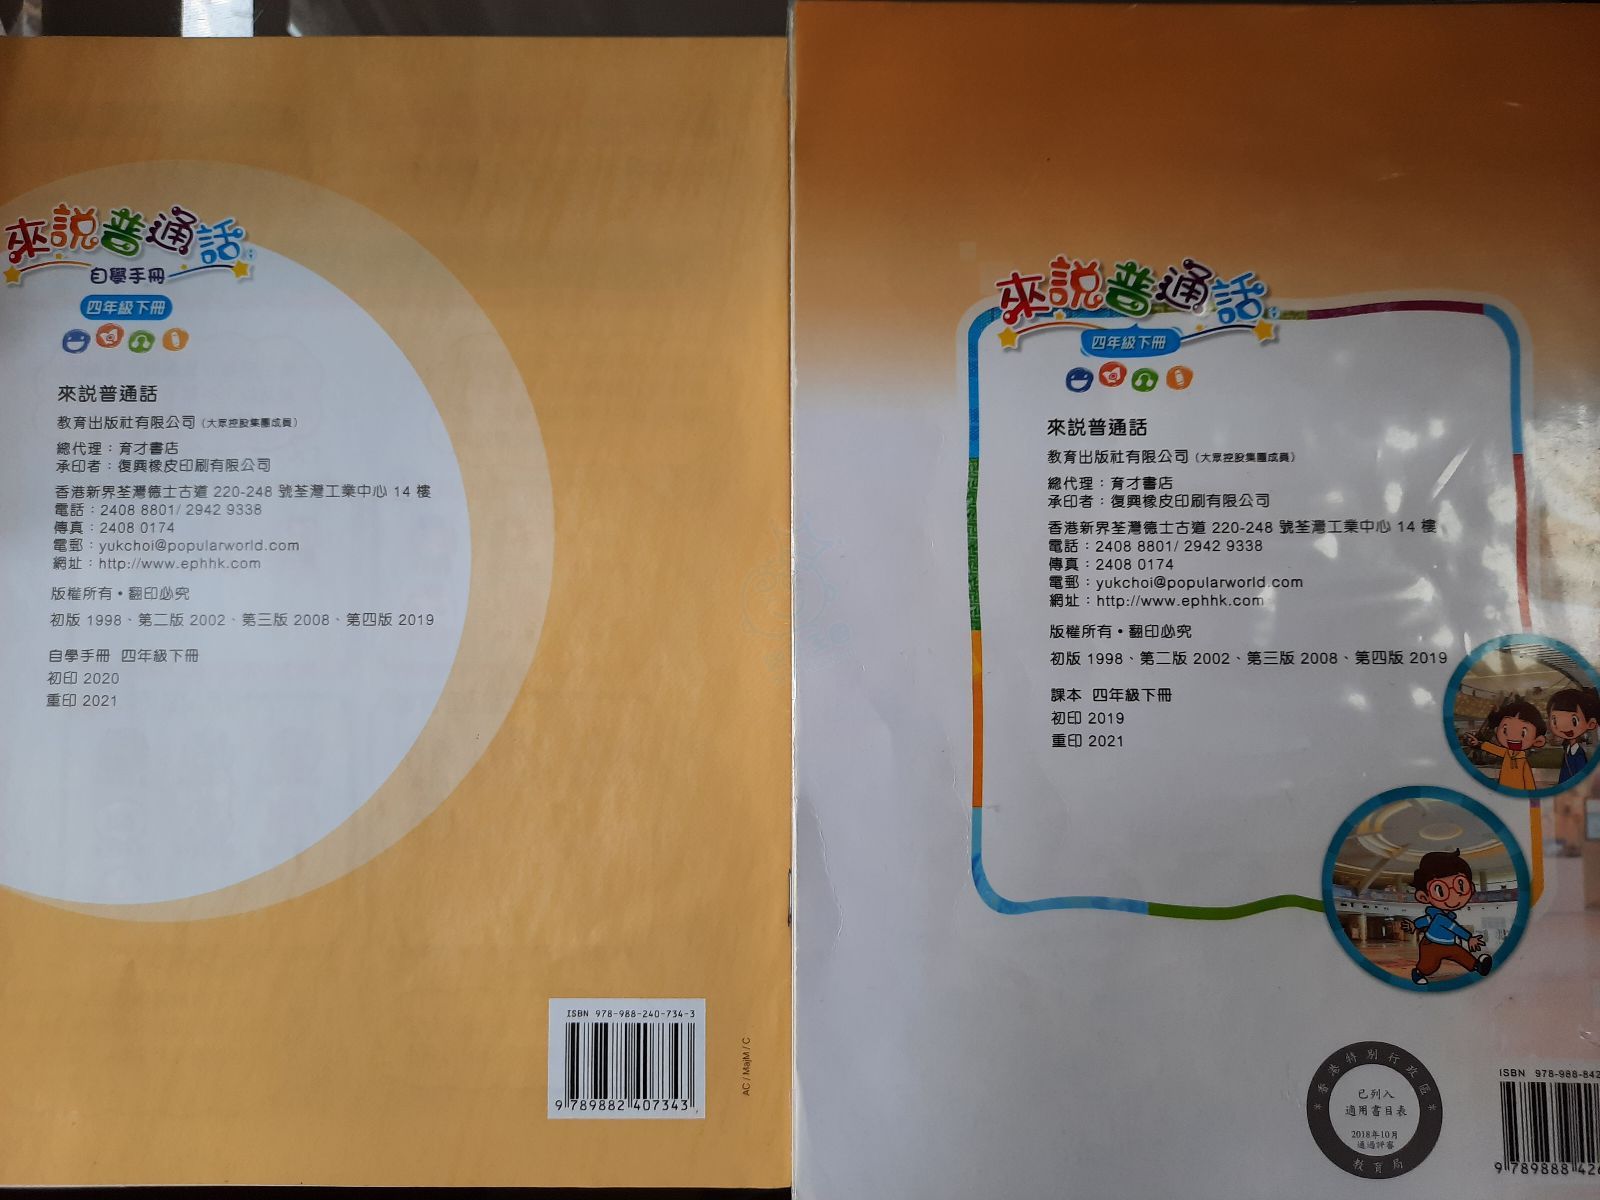 來説普通話
自學手冊
四年級下冊
來説普通話
教育出版社有限公司（大眾控股集團成員）
總代理：育才書店
承印者：復興橡皮印刷有限公司
香港新界荃灣德士古道 220-248 號荃灣工業中心 14 樓
電話：2408 8801/ 2942 9338
傳真：2408 0174
電郵：yukchoi@popularworld.com
網址：http://www.ephhk.com
版權所有•翻印必究
初版 1998、第二版 2002、第三版 2008、第四版 2019
自學手冊 四年級下冊
初印 2020
重印 2021
ISBN 978-988-240-734-3
9 789882 407343
AC / MajM / C
來説普通話
四年級下冊
來説普通話
教育出版社有限公司（大眾控股集團成員）
總代理：育才書店
承印者：復興橡皮印刷有限公司
香港新界荃灣德士古道 220-248 號荃灣工業中心 14 樓
電話：2408 8801/ 2942 9338
傳真：2408 0174
電郵：yukchoi@popularworld.com
網址：http://www.ephhk.com
版權所有•翻印必究
初版 1998、第二版 2002、第三版 2008、第四版 2019
課本 四年級下冊
初印 2019
重印 2021
香港特別行政區
已列入
適用書目表
2018年10月
通過評審
教育局
ISBN 978-988-842
9 789888 426